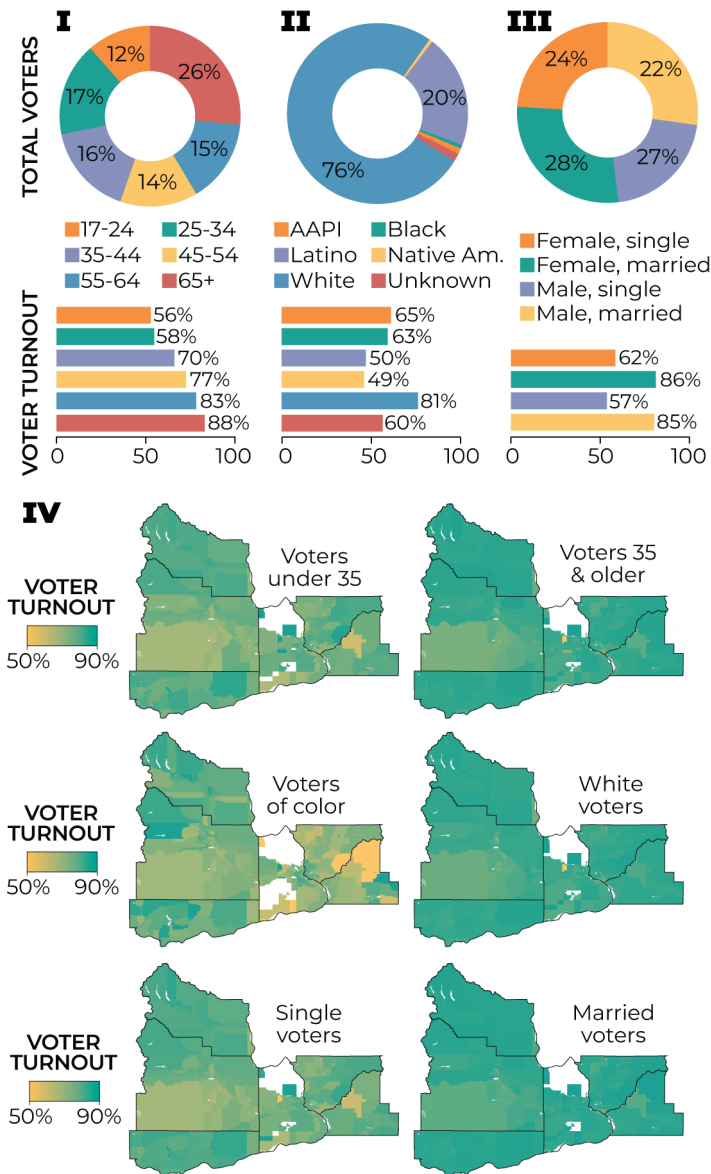 I
II
III
TOTAL VOTERS
12%
26%
17%
15%
16%
14%
20%
76%
24%
22%
28%
27%
17-24
25-34
35-44
45-54
55-64
65+
AAPI
Black
Latino
Native Am.
White
Unknown
Female, single
Female, married
Male, single
Male, married
VOTER TURNOUT
56%
58%
70%
77%
83%
88%
0 50 100
65%
63%
50%
49%
81%
60%
0 50 100
62%
86%
57%
85%
0 50 100
IV
VOTER
TURNOUT
50% 90%
Voters
under 35
Voters 35
& older
VOTER
TURNOUT
50% 90%
Voters
of color
White
voters
VOTER
TURNOUT
50% 90%
Single
voters
Married
voters